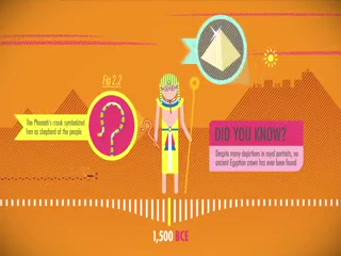 Fig 2.2
The Pharaoh's crook symbolized
him as shepherd of the people
DID YOU KNOW?
Despite many depictions in royal portraits, no
ancient Egyptian crown has ever been found
1,500 BCE